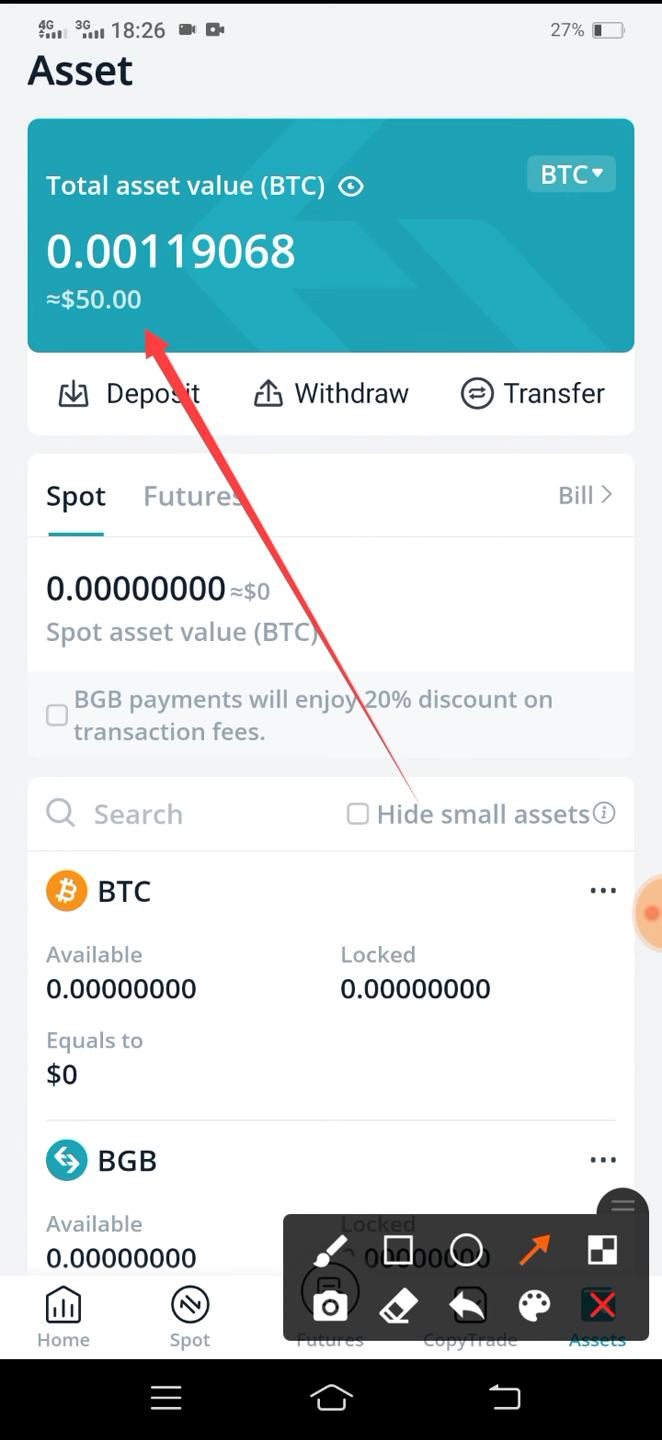 4G 3G 18:26 27%
Asset
Total asset value (BTC) BTC
0.00119068
≈$50.00
Deposit Withdraw Transfer
Spot Futures Bill
0.00000000 ≈$0
Spot asset value (BTC)
BGB payments will enjoy 20% discount on
transaction fees.
Search Hide small assets
BTC
Available Locked
0.00000000 0.00000000
Equals to
$0
BGB
Available Locked
0.00000000 00000000
Home Spot Futures CopyTrade Assets